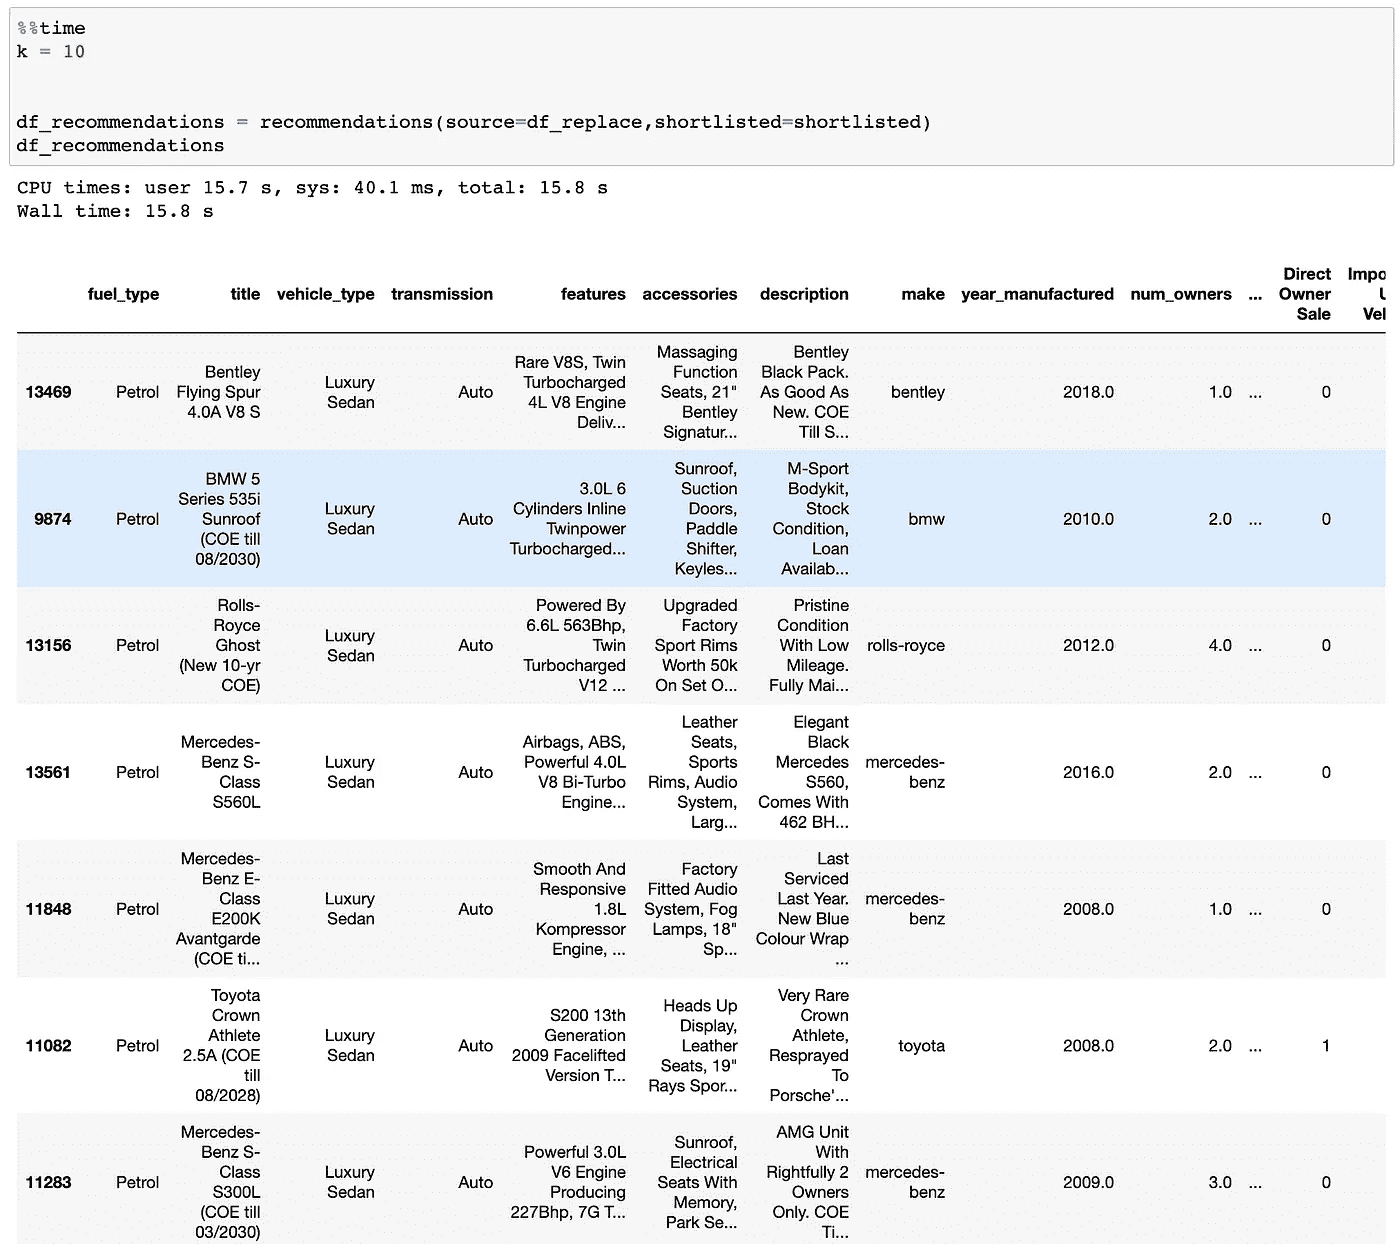 %%time
k = 10
df_recommendations = recommendations(source=df_replace,shortlisted=shortlisted)
df_recommendations
CPU times: user 15.7 s, sys: 40.1 ms, total: 15.8 s
Wall time: 15.8 s
fuel_type title vehicle_type transmission features accessories description make year_manufactured num_owners ... Direct Owner Sale Impo U Vel
13469 Petrol Bentley Flying Spur 4.0A V8 S Luxury Sedan Auto Rare V8S, Twin Turbocharged 4L V8 Engine Deliv... Massaging Function Seats, 21" Bentley Signatur... Bentley Black Pack. As Good As New. COE Till S... bentley 2018.0 1.0 ... 0
9874 Petrol BMW 5 Series 535i Sunroof (COE till 08/2030) Luxury Sedan Auto 3.0L 6 Cylinders Inline Twinpower Turbocharged... Sunroof, Suction Doors, Paddle Shifter, Keyles... M-Sport Bodykit, Stock Condition, Loan Availab... bmw 2010.0 2.0 ... 0
13156 Petrol Rolls-Royce Ghost (New 10-yr COE) Luxury Sedan Auto Powered By 6.6L 563Bhp, Twin Turbocharged V12 ... Upgraded Factory Sport Rims Worth 50k On Set O... Pristine Condition With Low Mileage. Fully Mai... rolls-royce 2012.0 4.0 ... 0
13561 Petrol Mercedes-Benz S-Class S560L Luxury Sedan Auto Airbags, ABS, Powerful 4.0L V8 Bi-Turbo Engine... Leather Seats, Sports Rims, Audio System, Larg... Elegant Black Mercedes S560, Comes With 462 BH... mercedes-benz 2016.0 2.0 ... 0
11848 Petrol Mercedes-Benz E-Class E200K Avantgarde (COE ti... Luxury Sedan Auto Smooth And Responsive 1.8L Kompressor Engine, ... Factory Fitted Audio System, Fog Lamps, 18" Sp... Last Serviced Last Year. New Blue Colour Wrap ... mercedes-benz 2008.0 1.0 ... 0
11082 Petrol Toyota Crown Athlete 2.5A (COE till 08/2028) Luxury Sedan Auto S200 13th Generation 2009 Facelifted Version T... Heads Up Display, Leather Seats, 19" Rays Spor... Very Rare Crown Athlete, Resprayed To Porsche'... toyota 2008.0 2.0 ... 1
11283 Petrol Mercedes-Benz S-Class S300L (COE till 03/2030) Luxury Sedan Auto Powerful 3.0L V6 Engine Producing 227Bhp, 7G T... Sunroof, Electrical Seats With Memory, Park Se... AMG Unit With Rightfully 2 Owners Only. COE Ti... mercedes-benz 2009.0 3.0 ... 0